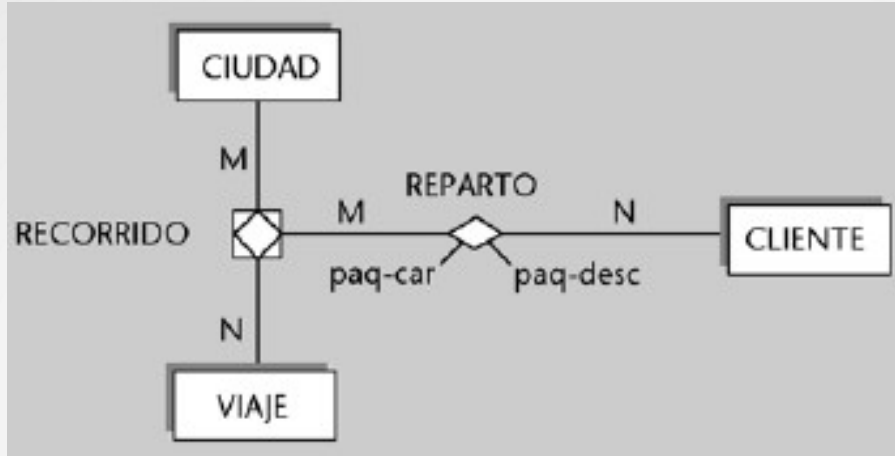 CIUDAD
M
REPARTO
RECORRIDO
M
N
CLIENTE
paq-car
paq-desc
N
VIAJE